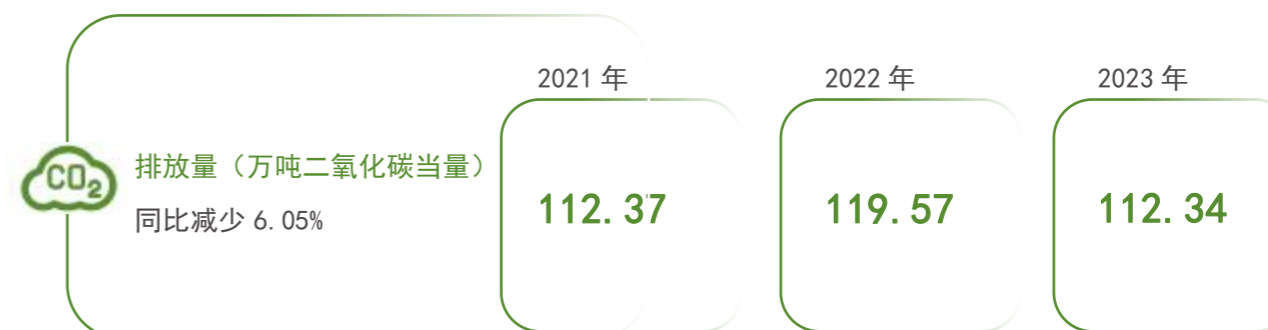 2021 年
2022 年
2023 年
CO2
排放量（万吨二氧化碳当量）
同比减少 6.05%
112.37
119.57
112.34